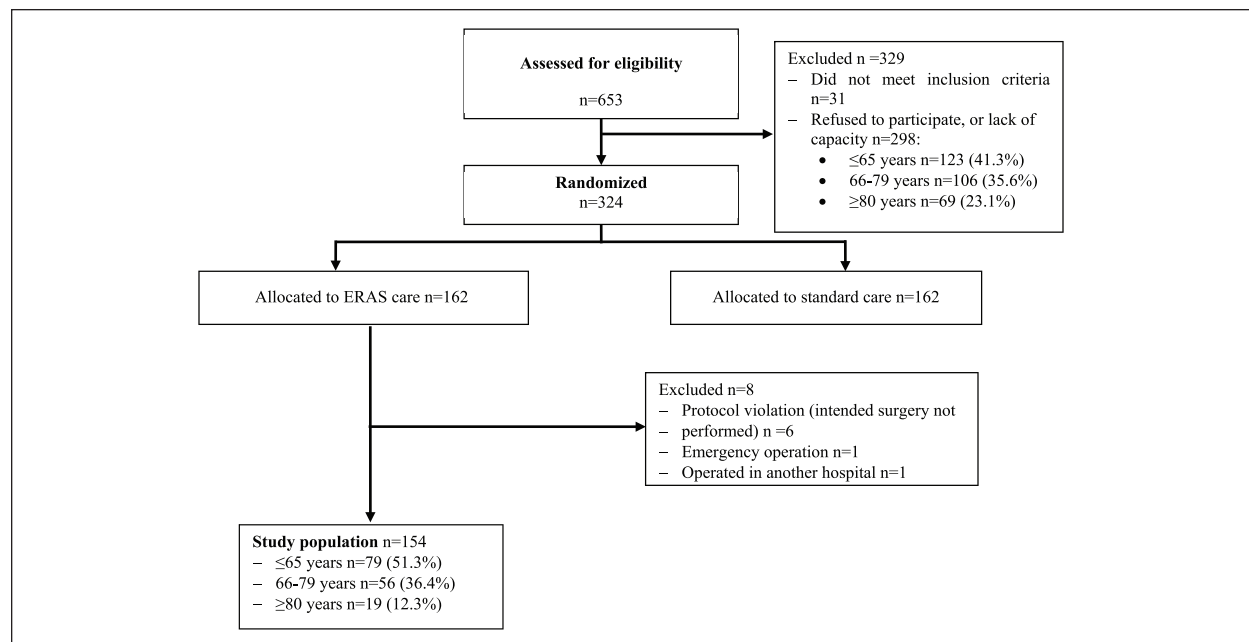 Assessed for eligibility
n=653
Excluded n =329
– Did not meet inclusion criteria
n=31
– Refused to participate, or lack of
capacity n=298:
• ≤65 years n=123 (41.3%)
• 66-79 years n=106 (35.6%)
• ≥80 years n=69 (23.1%)
Randomized
n=324
Allocated to ERAS care n=162
Allocated to standard care n=162
Excluded n=8
– Protocol violation (intended surgery not
– performed) n =6
– Emergency operation n=1
– Operated in another hospital n=1
Study population n=154
– ≤65 years n=79 (51.3%)
– 66-79 years n=56 (36.4%)
– ≥80 years n=19 (12.3%)